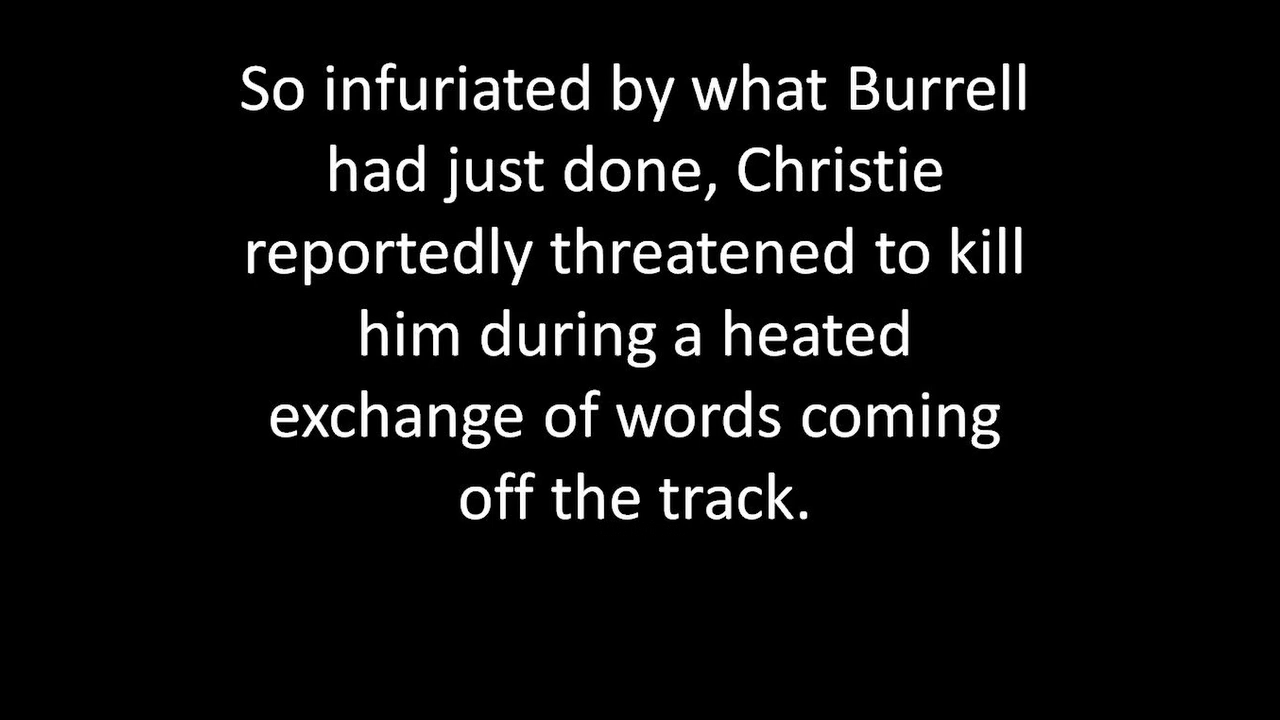 So infuriated by what Burrell
had just done, Christie
reportedly threatened to kill
him during a heated
exchange of words coming
off the track.